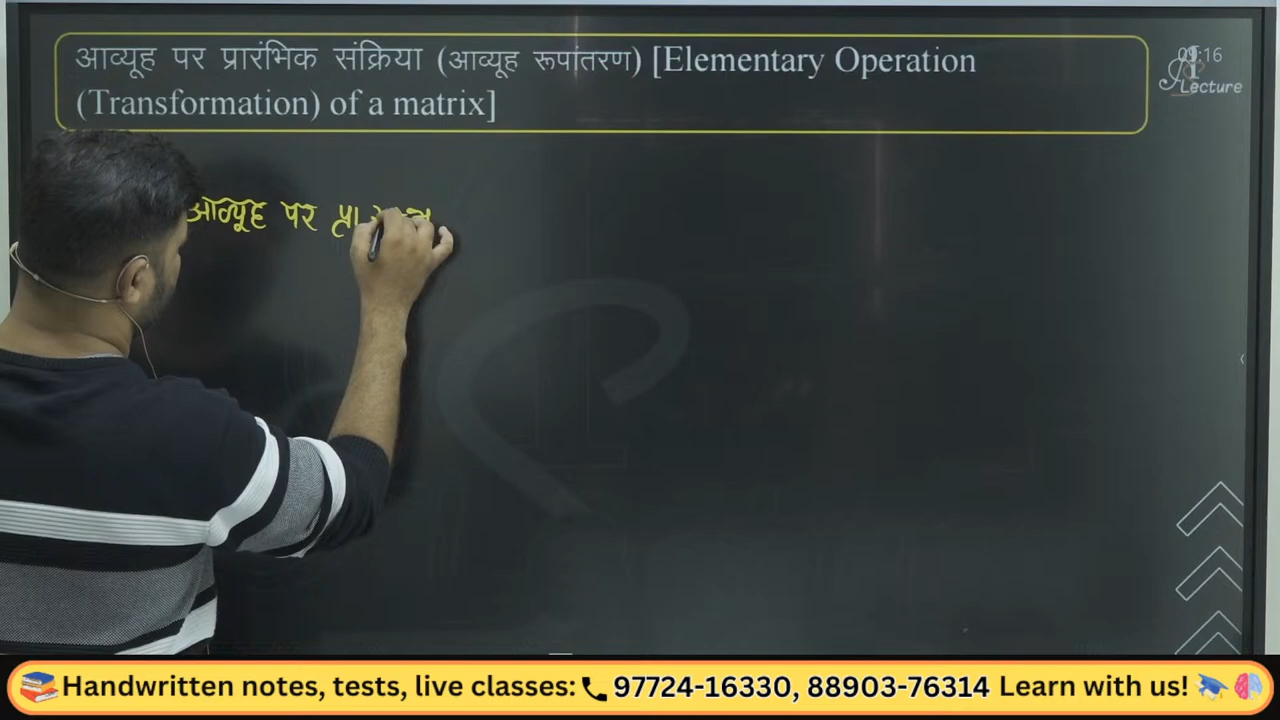 आव्यूह पर प्रारंभिक संक्रिया (आव्यूह रूपांतरण) [Elementary Operation
(Transformation) of a matrix]
Lecture
आव्यूह पर
Handwritten notes, tests, live classes: 97724-16330, 88903-76314 Learn with us!